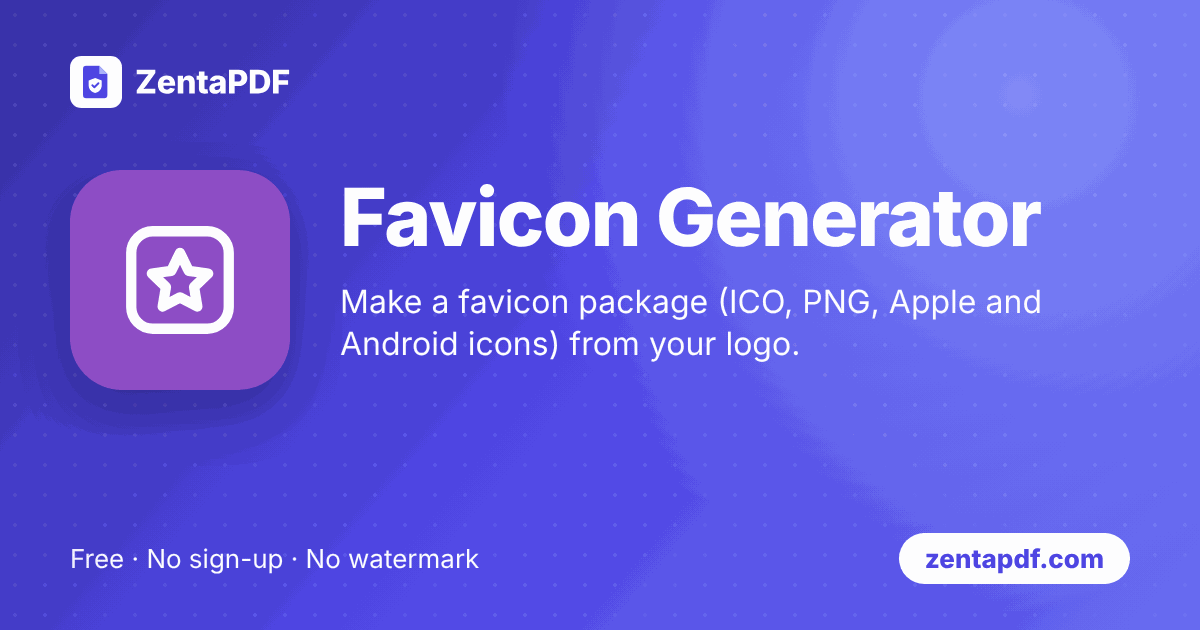 ZentaPDF
Favicon Generator
Make a favicon package (ICO, PNG, Apple and
Android icons) from your logo.
Free · No sign-up · No watermark
zentapdf.com